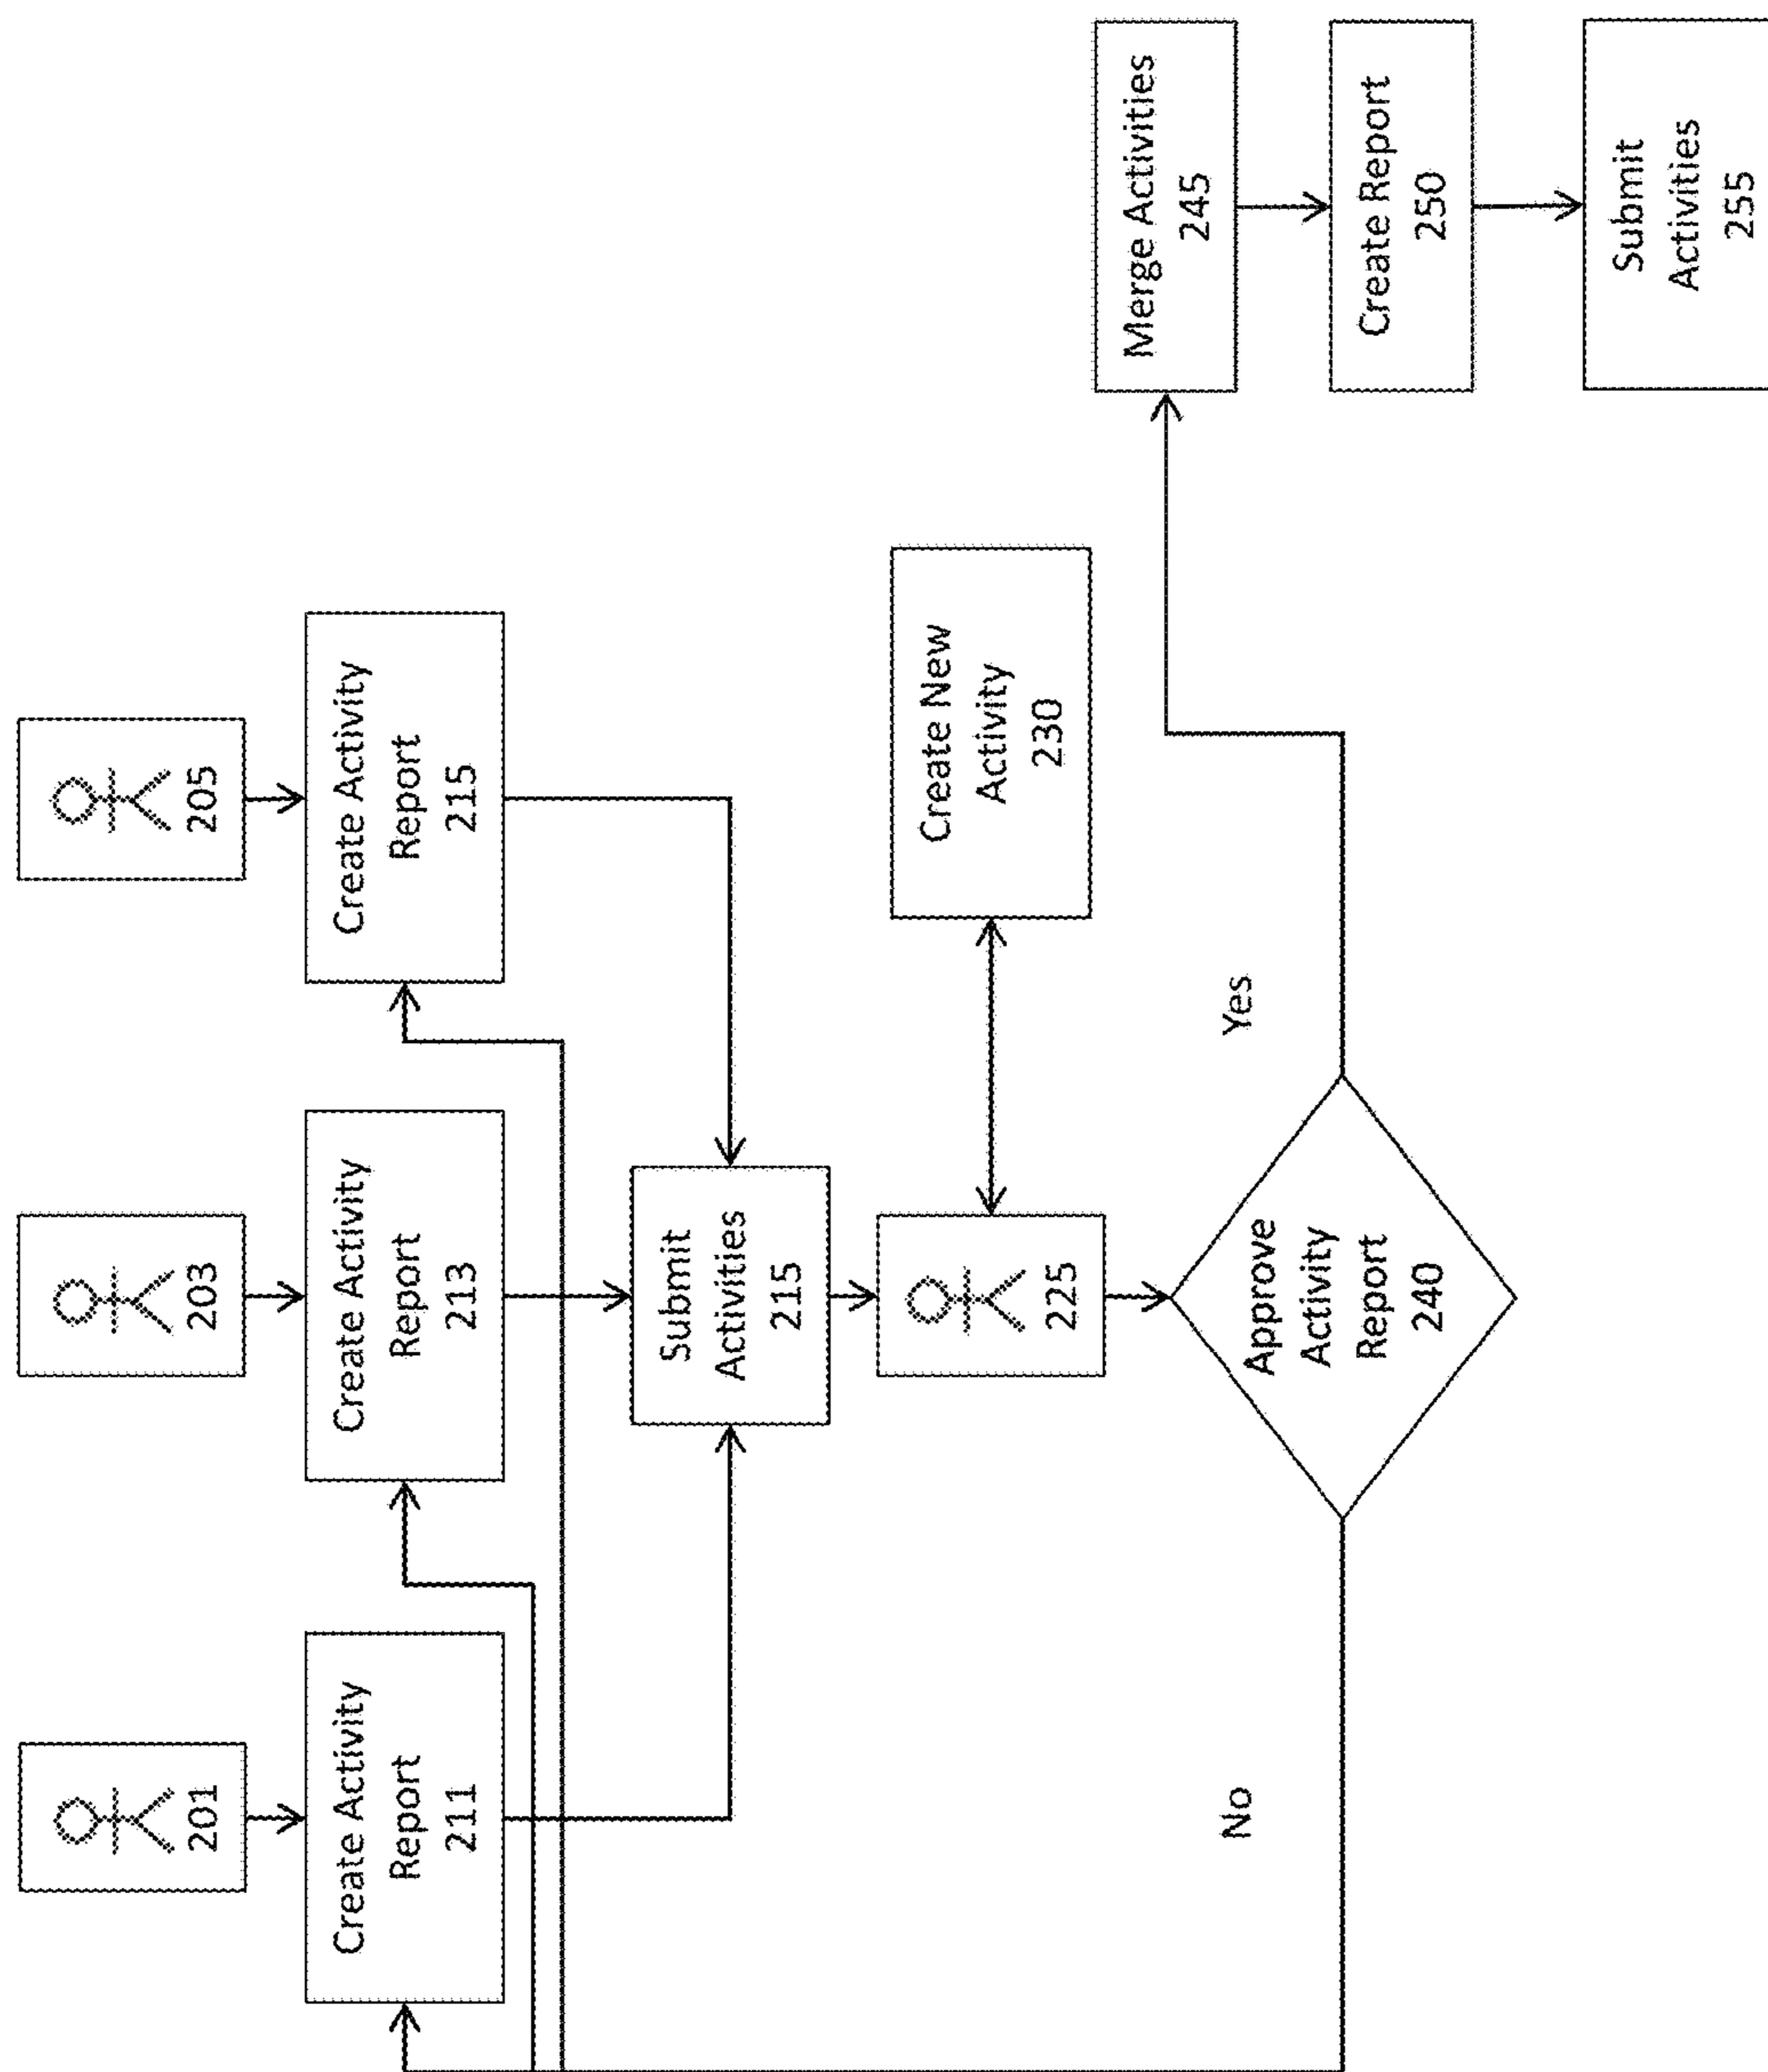 201
203
205
Create Activity
Report
211
Create Activity
Report
213
Create Activity
Report
215
Submit
Activities
215
225
Create New
Activity
230
Approve
Activity
Report
240
No
Yes
Merge Activities
245
Create Report
250
Submit
Activities
255